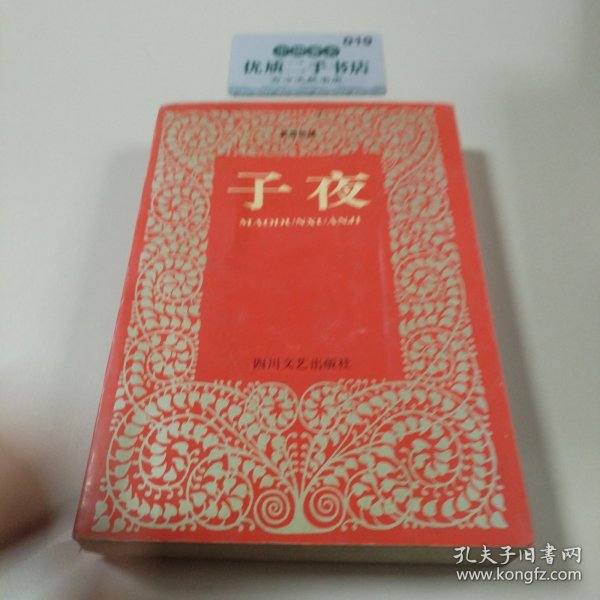 919
优质二手书店
子夜
MAODUNXUANJI
四川文艺出版社
孔夫子旧书网
www.kongfz.com